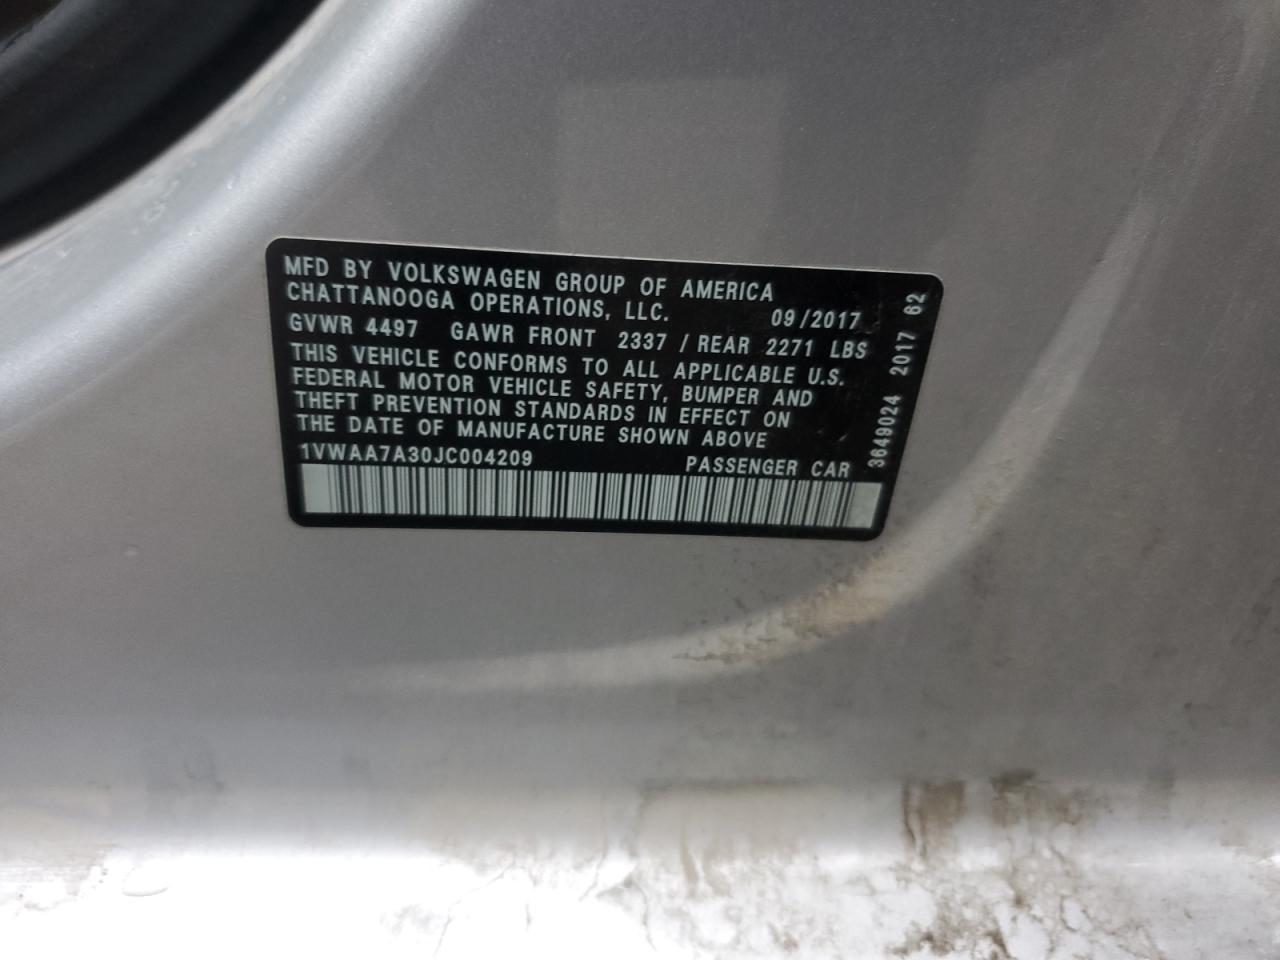 MFD BY VOLKSWAGEN GROUP OF AMERICA
CHATTANOOGA OPERATIONS, LLC. 09/2017
GVWR 4497 GAWR FRONT 2337 / REAR 2271 LBS
THIS VEHICLE CONFORMS TO ALL APPLICABLE U.S.
FEDERAL MOTOR VEHICLE SAFETY, BUMPER AND
THEFT PREVENTION STANDARDS IN EFFECT ON
THE DATE OF MANUFACTURE SHOWN ABOVE
1VWAA7A30JC004209 PASSENGER CAR
3649024 2017 62